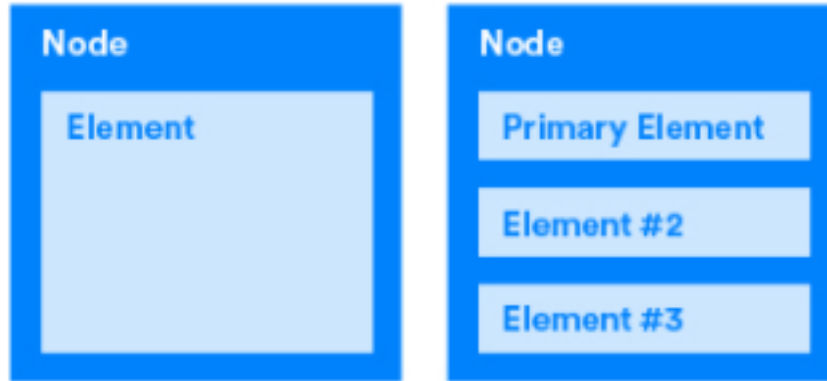 Node
Element
Node
Primary Element
Element #2
Element #3